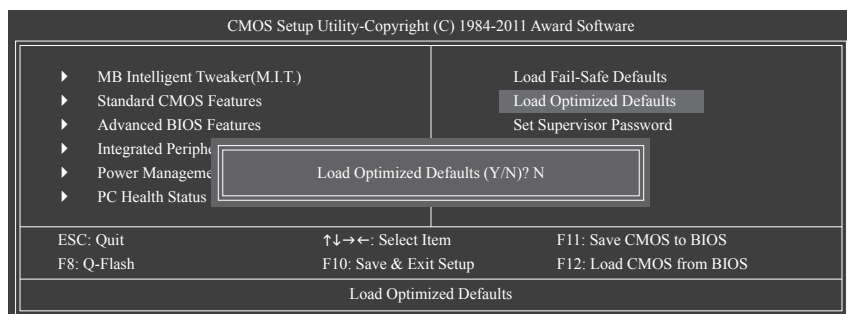 CMOS Setup Utility-Copyright (C) 1984-2011 Award Software
MB Intelligent Tweaker(M.I.T.)
Standard CMOS Features
Advanced BIOS Features
Integrated Periphe
Power Manageme
PC Health Status
Load Fail-Safe Defaults
Load Optimized Defaults
Set Supervisor Password
Load Optimized Defaults (Y/N)? N
ESC: Quit ↑↓→←: Select Item F11: Save CMOS to BIOS
F8: Q-Flash F10: Save & Exit Setup F12: Load CMOS from BIOS
Load Optimized Defaults